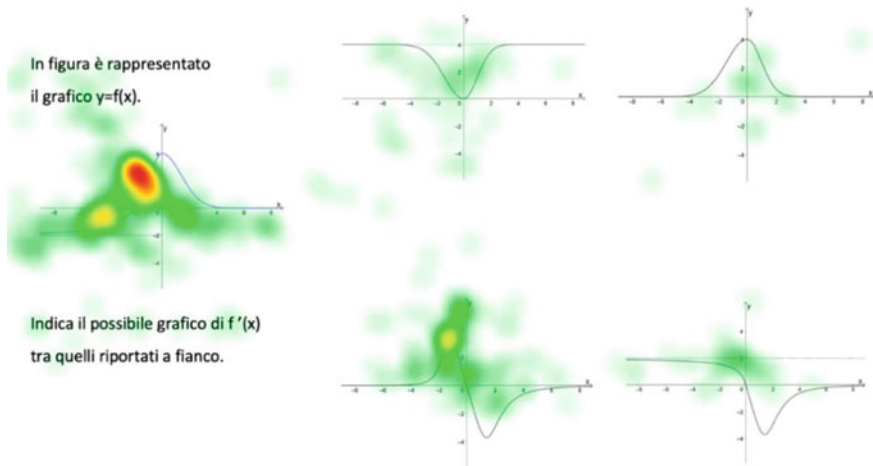 In figura è rappresentato
il grafico y=f(x).
Indica il possibile grafico di f ′(x)
tra quelli riportati a fianco.